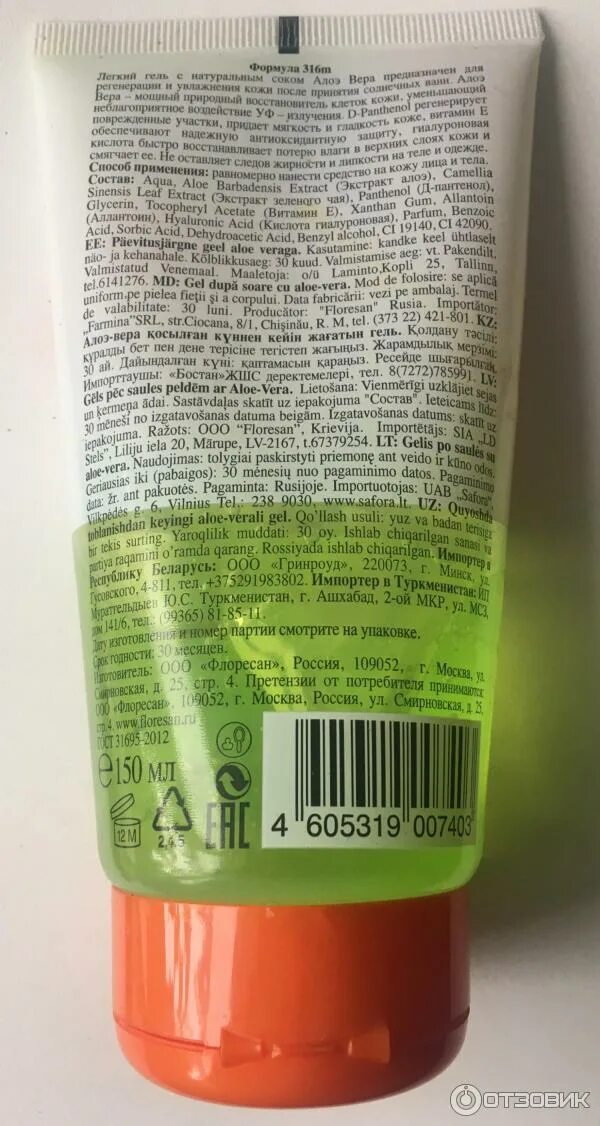 Формула 316m
Легкий гель с натуральным соком Алоэ Вера предназначен для
регенерации и увлажнения кожи после принятия солнечных ванн. Алоэ
Вера – мощный природный восстановитель клеток кожи, уменьшающий
неблагоприятное воздействие УФ – излучения. D-Panthenol регенерирует
поврежденные участки, придает мягкость и гладкость коже, витамин Е
обеспечивают надежную антиоксидантную защиту, гиалуроновая
кислота быстро восстанавливает потерю влаги в верхних слоях кожи и
смягчает ее. Не оставляет следов жирности и липкости на теле и одежде.
Способ применения: равномерно нанести средство на кожу лица и тела.
Состав: Aqua, Aloe Barbadensis Extract (Экстракт алоэ), Camellia
Sinensis Leaf Extract (Экстракт зеленого чая), Panthenol (Д-пантенол),
Glycerin, Tocopheryl Acetate (Витамин Е), Xanthan Gum, Allantoin
(Аллантоин), Hyaluronic Acid (Кислота гиалуроновая), Parfum, Benzoic
Acid, Sorbic Acid, Dehydroacetic Acid, Benzyl alcohol, CI 19140, CI 42090.
EE: Päevitusjärgne geel aloe veraga. Kasutamine: kandke keel ühtlaselt
näo- ja kehanahale. Kõlblikkusaeg: 30 kuud. Valmistamise aeg: vt. Pakendilt.
Valmistatud Venemaal. Maaletoja: o/ü Laminto,Kopli 25, Tallinn,
tel.6141276. MD: Gel după soare cu aloe-vera. Mod de folosire: se aplică
uniform,pe pielea fieţii şi a corpului. Data fabricării: vezi pe ambalaj. Termel
de valabilitate: 30 luni. Producător: "Floresan" Rusia. Importător:
„Farmina"SRL, str.Ciocana, 8/1, Chişinău, R. M, tel. (373 22) 421-801. KZ:
Алоэ-вера қосылған күннен кейін жағатын гель. Қолдану тәсілі:
құралды бет пен дене терісіне тегістеп жағыңыз. Жарамдылық мерзімі:
30 ай. Дайындалған күні: қаптамасын қараңыз. Ресейде шығарылған.
Импорттаушы: «Бостан»ЖШС деректемелері, тел. 8(7272)785991. LV:
Gēls pēc saules peldēm ar Aloe-Vera. Lietošana: Vienmērīgi uzklājiet sejas
un ķermeņa ādai. Sastāvdaļas skatīt uz iepakojuma "Состав". Ieteicams līdz:
30 mēneši no izgatavošanas datuma beigām. Izgatavošanas datums: skatīt uz
iepakojuma. Ražots: ООО "Floresan", Krievija. Importējājs: SIA „LD
Stels", Liliju iela 20, Mārupe, LV-2167, t.67379254. LT: Gelis po saulės su
aloe-vera. Naudojimas: tolygiai paskirstyti priemonę ant veido ir kūno odos.
Geriausias iki (pabaigos): 30 mėnesių nuo pagaminimo datos. Pagaminimo
data: žr. ant pakuotės. Pagaminta: Rusijoje. Importuotojas: UAB „Safora",
Vilkpėdės g. 6, Vilnius Tel.: 238 9030, www.safora.lt. UZ: Quyoshda
toblanishdan keyingi aloe-verali gel. Qo'llash usuli: yuz va badan terisiga
bir tekis surting. Yaroqlilik muddati: 30 oy. Ishlab chiqarilgan sanasi va
partiya raqamini o'ramda qarang. Rossiyada ishlab chiqarilgan. Импортер в
Республику Беларусь: ООО «Гринроуд», 220073, г. Минск, ул.
Гусовского, 4-811, тел. +375291983802. Импортер в Туркменистан: ИП
Муратгельдыев Ю.С. Туркменистан, г. Ашхабад, 2-ой МКР, ул. МСЗ,
дом 141/6, тел.: (99365) 81-85-11.
Дату изготовления и номер партии смотрите на упаковке.
Срок годности: 30 месяцев.
Изготовитель: ООО «Флоресан», Россия, 109052, г. Москва, ул.
Смирновская, д. 25, стр. 4. Претензии от потребителя принимаются
ООО «Флоресан», 109052, г. Москва, Россия, ул. Смирновская, д. 25,
стр.4. www.floresan.ru
ГОСТ 31695-2012
℮150 мл
12 M
2,4,5
EAC
4 605319 007403
ОТЗОВИК